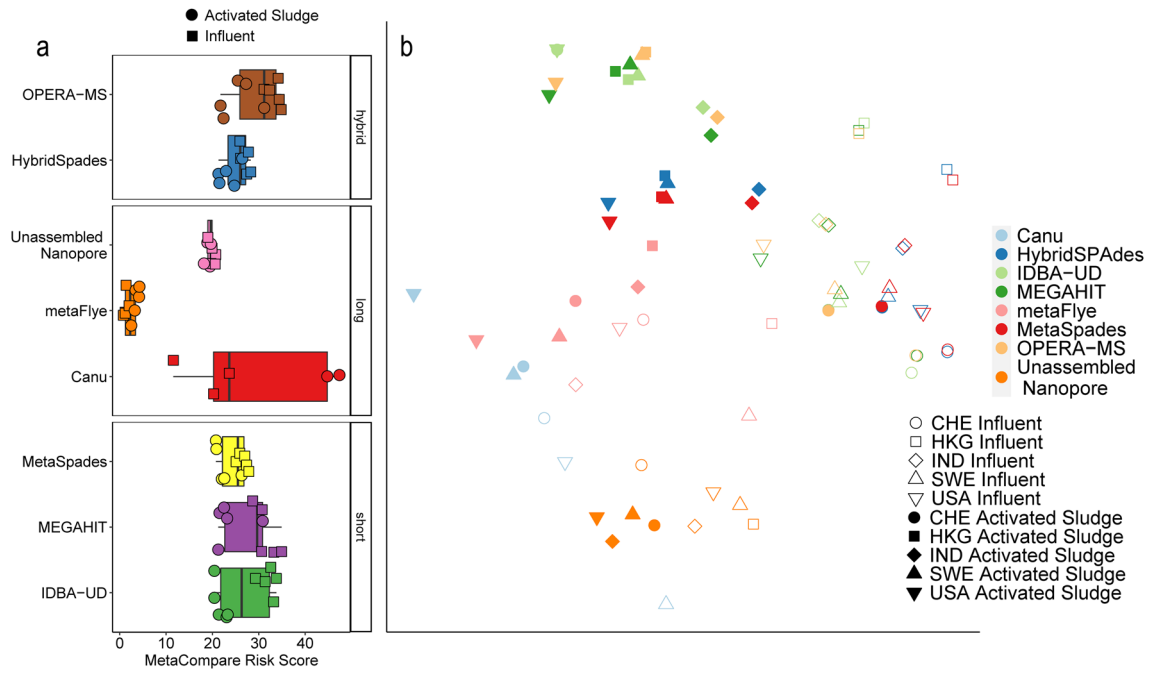 Activated Sludge
Influent
a
b
OPERA−MS
HybridSpades
hybrid
Unassembled
Nanopore
metaFlye
Canu
long
MetaSpades
MEGAHIT
IDBA−UD
short
0 10 20 30 40
MetaCompare Risk Score
Canu
HybridSPAdes
IDBA−UD
MEGAHIT
metaFlye
MetaSpades
OPERA−MS
Unassembled
Nanopore
CHE Influent
HKG Influent
IND Influent
SWE Influent
USA Influent
CHE Activated Sludge
HKG Activated Sludge
IND Activated Sludge
SWE Activated Sludge
USA Activated Sludge